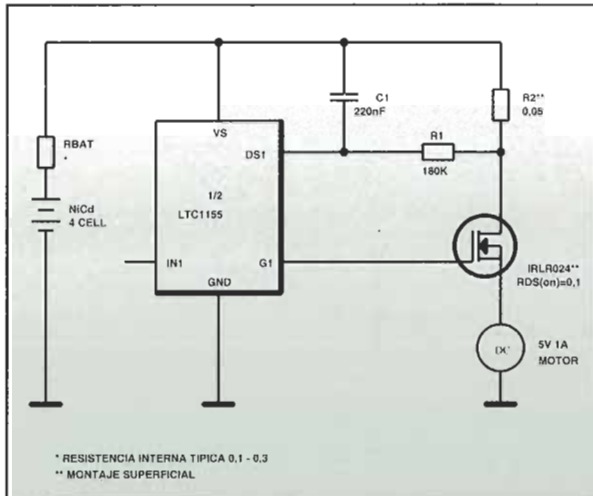 C1
220nF
R2**
0,05
RBAT
*
VS
DS1
R1
180K
NiCd
4 CELL
1/2
LTC1155
IN1
G1
GND
IRLR024**
RDS(on)=0,1
DC
5V 1A
MOTOR
* RESISTENCIA INTERNA TIPICA 0,1 - 0,3
** MONTAJE SUPERFICIAL